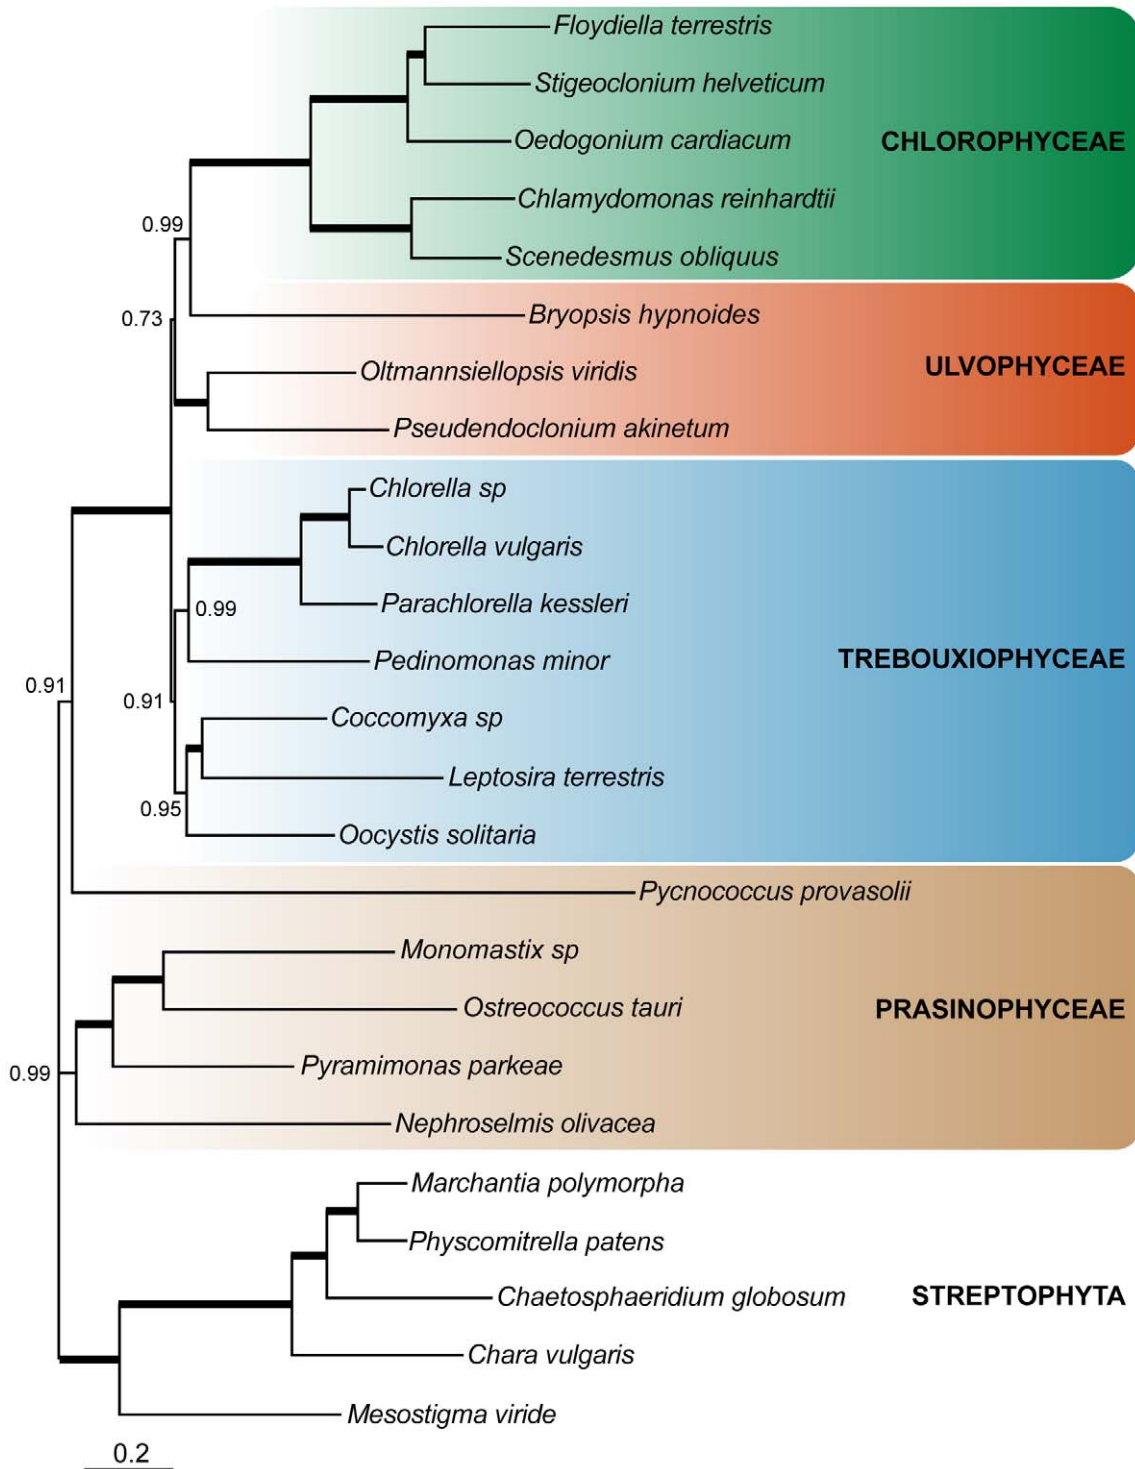 Floydiella terrestris
Stigeoclonium helveticum
Oedogonium cardiacum
CHLOROPHYCEAE
Chlamydomonas reinhardtii
0.99
Scenedesmus obliquus
Bryopsis hypnoides
0.73
ULVOPHYCEAE
Oltmannsiellopsis viridis
Pseudendoclonium akinetum
Chlorella sp
Chlorella vulgaris
Parachlorella kessleri
0.99
Pedinomonas minor
TREBOUXIOPHYCEAE
0.91
0.91
Coccomyxa sp
Leptosira terrestris
0.95
Oocystis solitaria
Pycnococcus provasolii
Monomastix sp
Ostreococcus tauri
PRASINOPHYCEAE
Pyramimonas parkeae
0.99
Nephroselmis olivacea
Marchantia polymorpha
Physcomitrella patens
Chaetosphaeridium globosum
STREPTOPHYTA
Chara vulgaris
Mesostigma viride
0.2